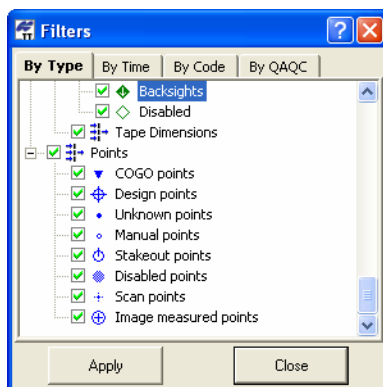 Filters
By Type By Time By Code By QAQC
Backsights
Disabled
Tape Dimensions
Points
COGO points
Design points
Unknown points
Manual points
Stakeout points
Disabled points
Scan points
Image measured points
Apply Close